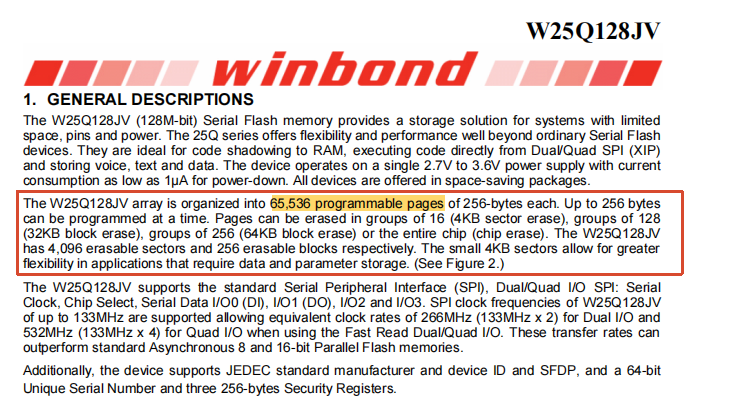 W25Q128JV
winbond
1. GENERAL DESCRIPTIONS
The W25Q128JV (128M-bit) Serial Flash memory provides a storage solution for systems with limited
space, pins and power. The 25Q series offers flexibility and performance well beyond ordinary Serial Flash
devices. They are ideal for code shadowing to RAM, executing code directly from Dual/Quad SPI (XIP)
and storing voice, text and data. The device operates on a single 2.7V to 3.6V power supply with current
consumption as low as 1µA for power-down. All devices are offered in space-saving packages.
The W25Q128JV array is organized into 65,536 programmable pages of 256-bytes each. Up to 256 bytes
can be programmed at a time. Pages can be erased in groups of 16 (4KB sector erase), groups of 128
(32KB block erase), groups of 256 (64KB block erase) or the entire chip (chip erase). The W25Q128JV
has 4,096 erasable sectors and 256 erasable blocks respectively. The small 4KB sectors allow for greater
flexibility in applications that require data and parameter storage. (See Figure 2.)
The W25Q128JV supports the standard Serial Peripheral Interface (SPI), Dual/Quad I/O SPI: Serial
Clock, Chip Select, Serial Data I/O0 (DI), I/O1 (DO), I/O2 and I/O3. SPI clock frequencies of W25Q128JV
of up to 133MHz are supported allowing equivalent clock rates of 266MHz (133MHz x 2) for Dual I/O and
532MHz (133MHz x 4) for Quad I/O when using the Fast Read Dual/Quad I/O. These transfer rates can
outperform standard Asynchronous 8 and 16-bit Parallel Flash memories.
Additionally, the device supports JEDEC standard manufacturer and device ID and SFDP, and a 64-bit
Unique Serial Number and three 256-bytes Security Registers.